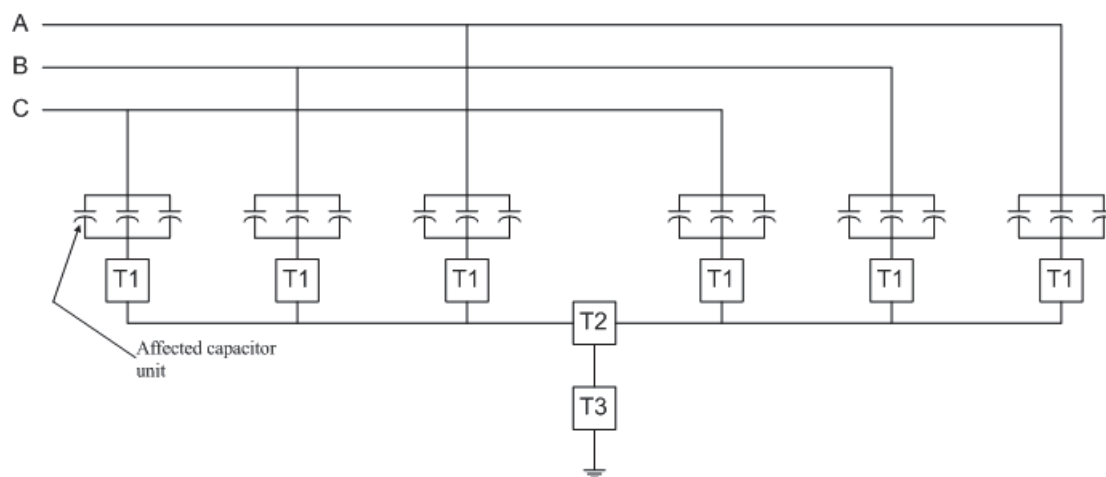 A
B
C
T1 T1 T1 T1 T1 T1
T2
Affected capacitor
unit
T3